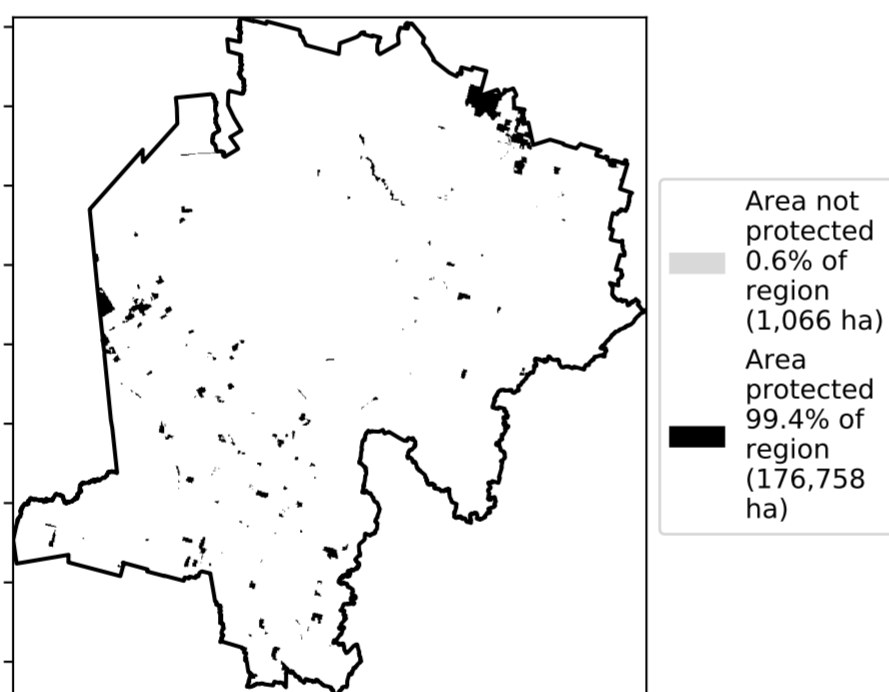 Area not
protected
0.6% of
region
(1,066 ha)
Area
protected
99.4% of
region
(176,758
ha)